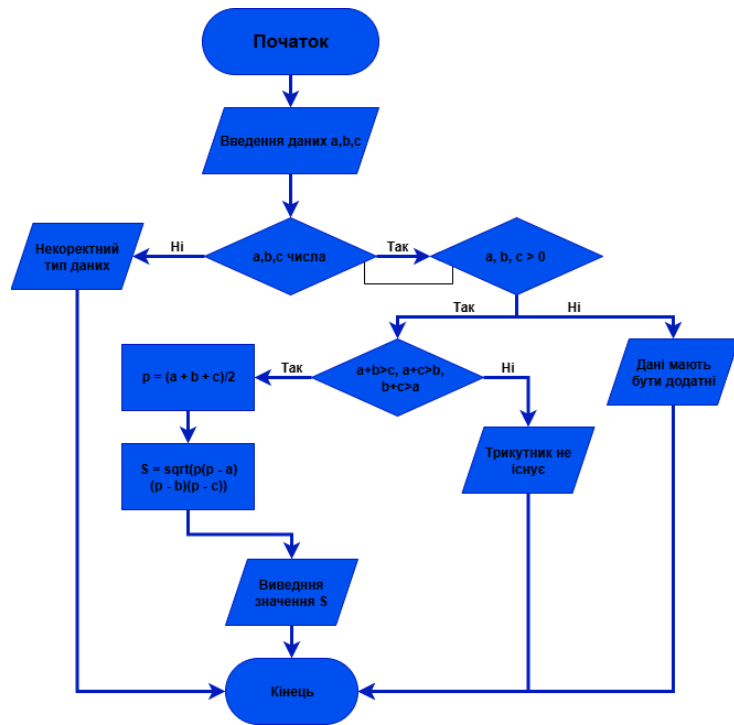 Початок
Введення даних a,b,c
Некоректний
тип даних
Ні
a,b,c числа
Так
a, b, c > 0
Так
Ні
p = (a + b + c)/2
Так
a+b>c, a+c>b,
b+c>a
Ні
Дані мають
бути додатні
S = sqrt(p(p - a)
(p - b)(p - c))
Трикутник не
існує
Виведння
значення S
Кінець